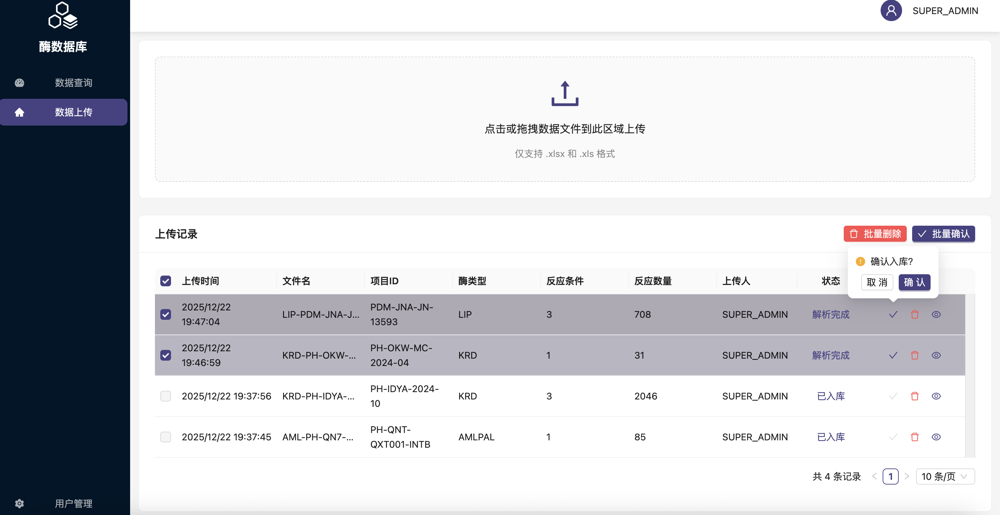 酶数据库
数据查询
数据上传
用户管理
SUPER_ADMIN
点击或拖拽数据文件到此区域上传
仅支持 .xlsx 和 .xls 格式
上传记录
批量删除
批量确认
确认入库?
取 消
确 认
上传时间 文件名 项目ID 酶类型 反应条件 反应数量 上传人 状态
2025/12/22 19:47:04 LIP-PDM-JNA-J... PDM-JNA-JN-13593 LIP 3 708 SUPER_ADMIN 解析完成
2025/12/22 19:46:59 KRD-PH-OKW-... PH-OKW-MC-2024-04 KRD 1 31 SUPER_ADMIN 解析完成
2025/12/22 19:37:56 KRD-PH-IDYA-... PH-IDYA-2024-10 KRD 3 2046 SUPER_ADMIN 已入库
2025/12/22 19:37:45 AML-PH-QN7-... PH-QNT-QXT001-INTB AMLPAL 1 85 SUPER_ADMIN 已入库
共 4 条记录 1 10 条/页